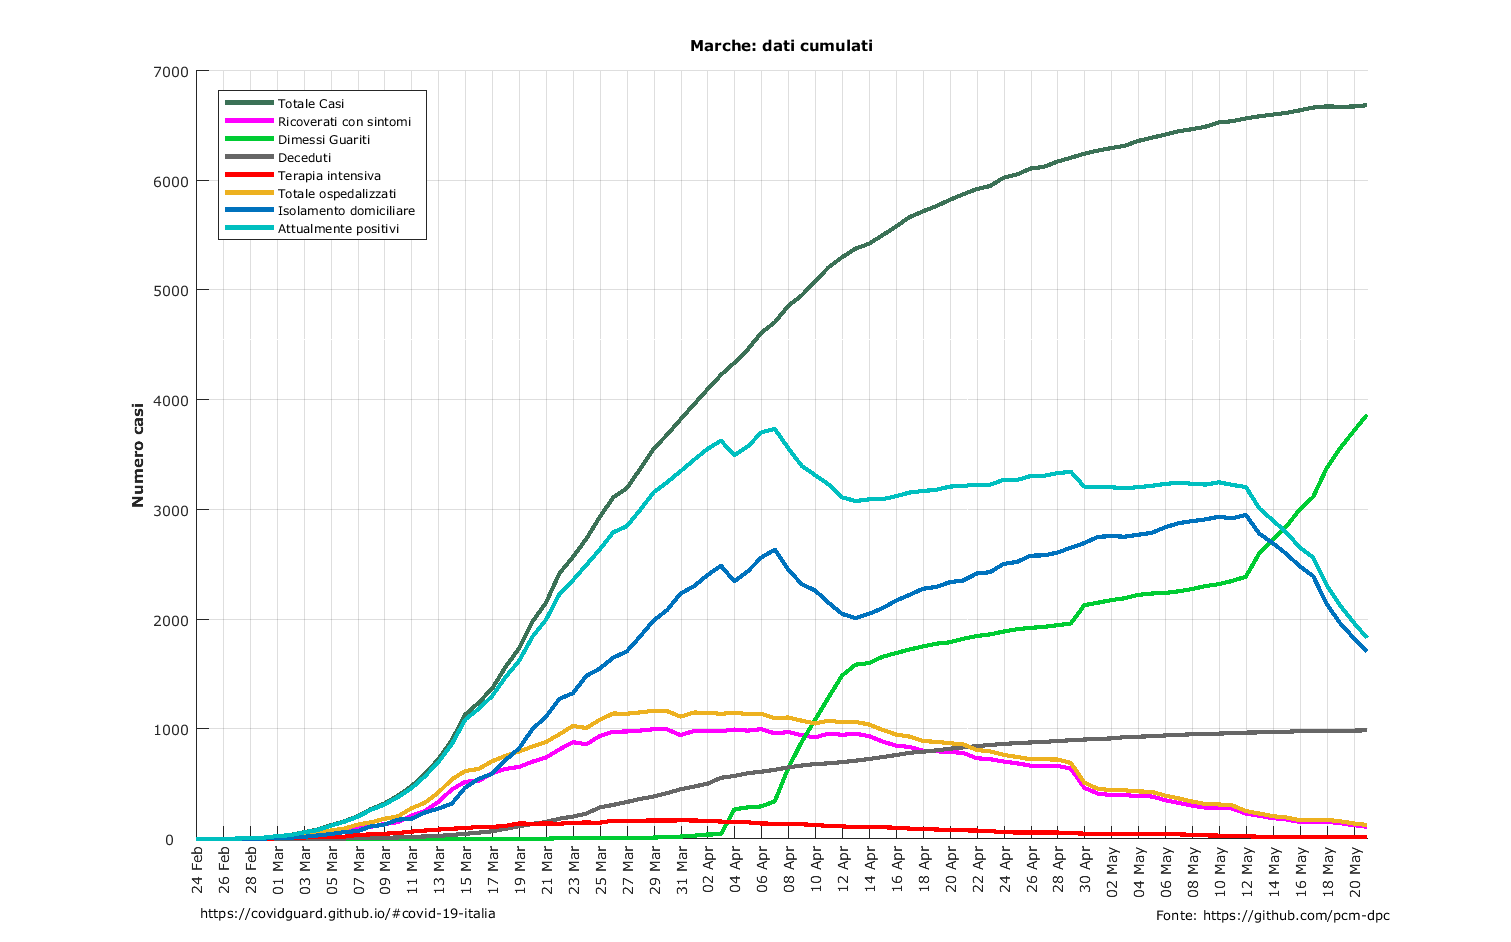 Marche: dati cumulati
7000
6000
5000
4000
3000
2000
1000
0
Numero casi
Totale Casi
Ricoverati con sintomi
Dimessi Guariti
Deceduti
Terapia intensiva
Totale ospedalizzati
Isolamento domiciliare
Attualmente positivi
24 Feb
26 Feb
28 Feb
01 Mar
03 Mar
05 Mar
07 Mar
09 Mar
11 Mar
13 Mar
15 Mar
17 Mar
19 Mar
21 Mar
23 Mar
25 Mar
27 Mar
29 Mar
31 Mar
02 Apr
04 Apr
06 Apr
08 Apr
10 Apr
12 Apr
14 Apr
16 Apr
18 Apr
20 Apr
22 Apr
24 Apr
26 Apr
28 Apr
30 Apr
02 May
04 May
06 May
08 May
10 May
12 May
14 May
16 May
18 May
20 May
https://covidguard.github.io/#covid-19-italia
Fonte: https://github.com/pcm-dpc